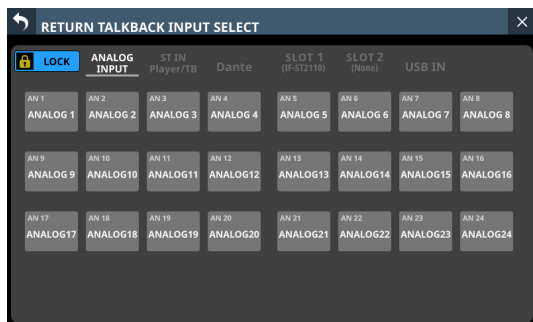 RETURN TALKBACK INPUT SELECT
LOCK
ANALOG INPUT
ST IN Player/TB
Dante
SLOT 1 (IF-ST2110)
SLOT 2 (None)
USB IN
AN 1 AN 2 AN 3 AN 4 AN 5 AN 6 AN 7 AN 8
ANALOG 1 ANALOG 2 ANALOG 3 ANALOG 4 ANALOG 5 ANALOG 6 ANALOG 7 ANALOG 8
AN 9 AN 10 AN 11 AN 12 AN 13 AN 14 AN 15 AN 16
ANALOG 9 ANALOG10 ANALOG11 ANALOG12 ANALOG13 ANALOG14 ANALOG15 ANALOG16
AN 17 AN 18 AN 19 AN 20 AN 21 AN 22 AN 23 AN 24
ANALOG17 ANALOG18 ANALOG19 ANALOG20 ANALOG21 ANALOG22 ANALOG23 ANALOG24